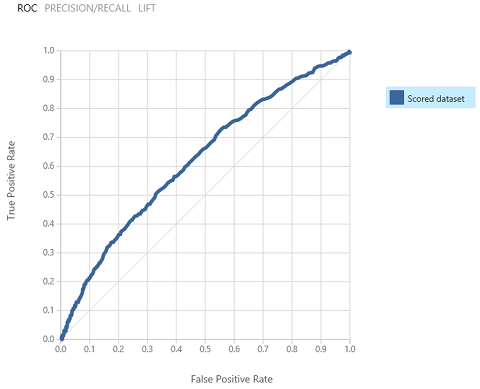 ROC PRECISION/RECALL LIFT
1.0
0.9
0.8
0.7
0.6
0.5
0.4
0.3
0.2
0.1
0.0
True Positive Rate
0.0 0.1 0.2 0.3 0.4 0.5 0.6 0.7 0.8 0.9 1.0
False Positive Rate
Scored dataset